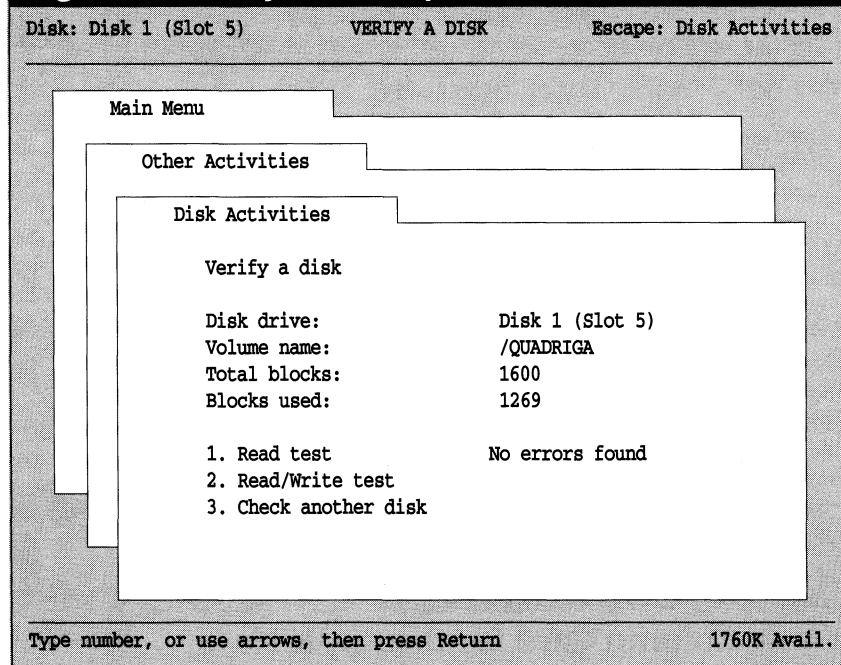 Disk: Disk 1 (Slot 5) VERIFY A DISK Escape: Disk Activities
Main Menu
Other Activities
Disk Activities
Verify a disk
Disk drive: Disk 1 (Slot 5)
Volume name: /QUADRIGA
Total blocks: 1600
Blocks used: 1269
1. Read test No errors found
2. Read/Write test
3. Check another disk
Type number, or use arrows, then press Return 1760K Avail.